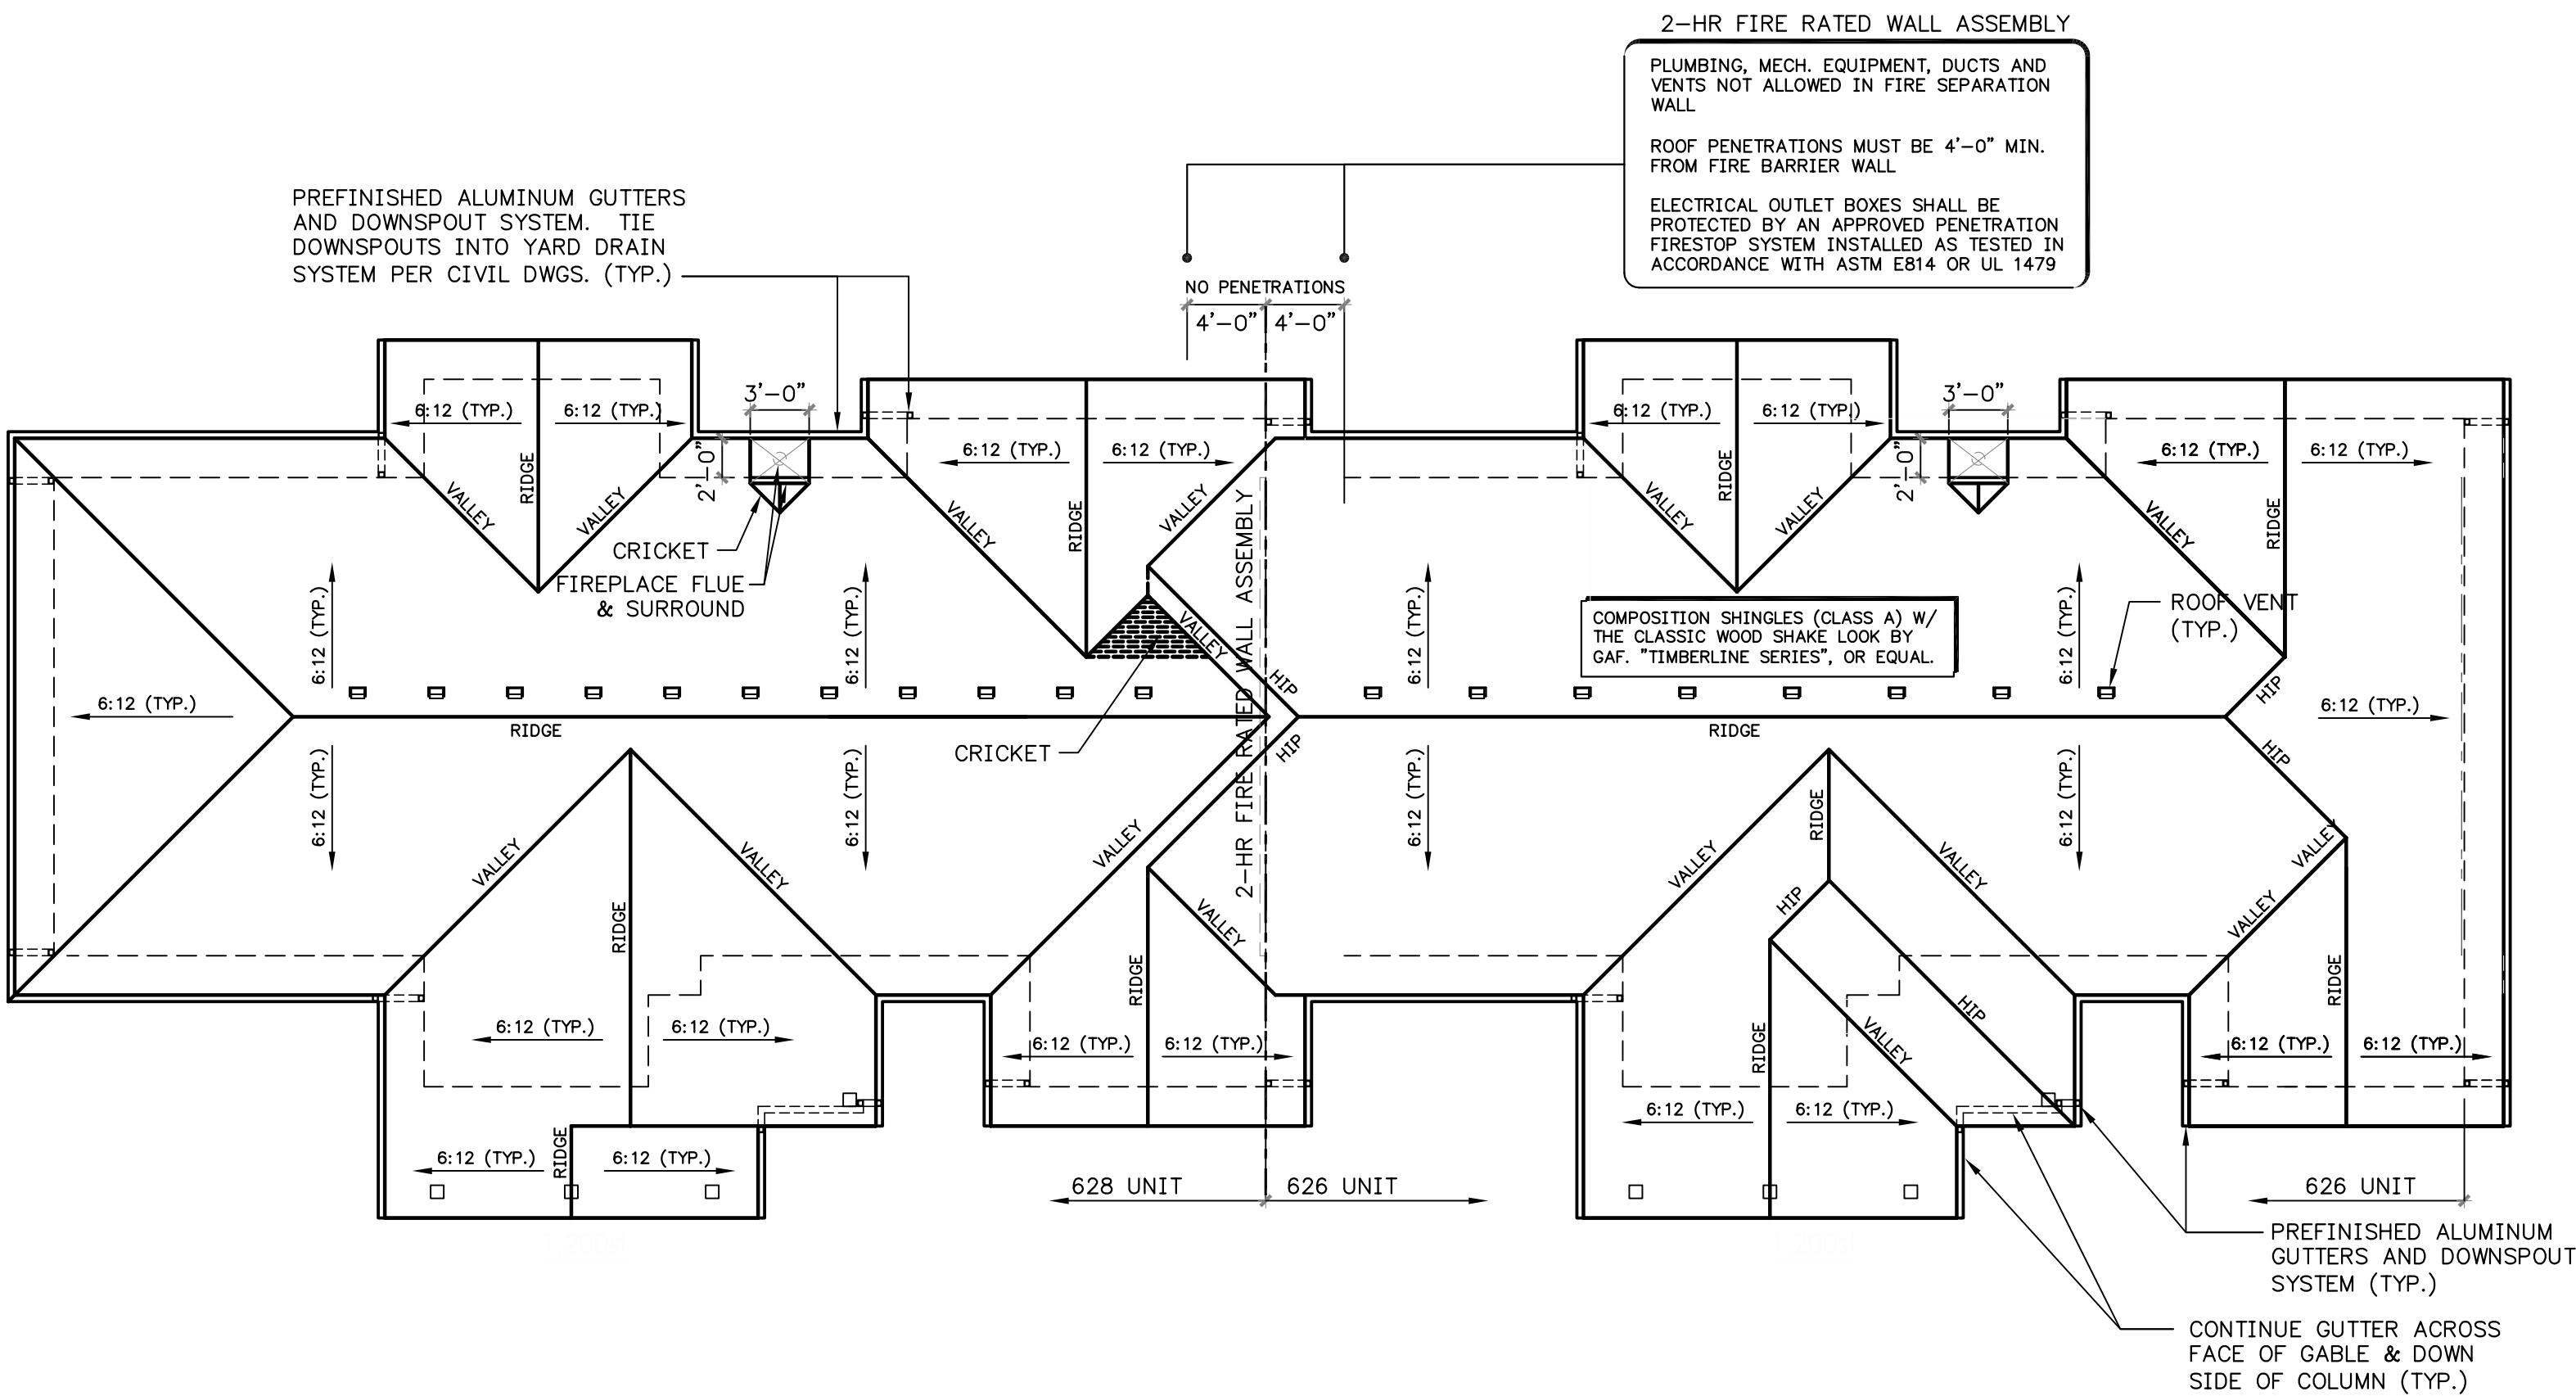 2-HR FIRE RATED WALL ASSEMBLY
PLUMBING, MECH. EQUIPMENT, DUCTS AND
VENTS NOT ALLOWED IN FIRE SEPARATION
WALL
ROOF PENETRATIONS MUST BE 4'-0" MIN.
FROM FIRE BARRIER WALL
ELECTRICAL OUTLET BOXES SHALL BE
PROTECTED BY AN APPROVED PENETRATION
FIRESTOP SYSTEM INSTALLED AS TESTED IN
ACCORDANCE WITH ASTM E814 OR UL 1479
PREFINISHED ALUMINUM GUTTERS
AND DOWNSPOUT SYSTEM. TIE
DOWNSPOUTS INTO YARD DRAIN
SYSTEM PER CIVIL DWGS. (TYP.)
NO PENETRATIONS
4'-0" 4'-0"
3'-0"
3'-0"
6:12 (TYP.)
6:12 (TYP.)
6:12 (TYP.)
6:12 (TYP.)
6:12 (TYP.)
6:12 (TYP.)
6:12 (TYP.)
6:12 (TYP.)
2'-0"
2'-0"
RIDGE
RIDGE
RIDGE
RIDGE
VALLEY
VALLEY
VALLEY
VALLEY
VALLEY
VALLEY
VALLEY
CRICKET
FIREPLACE FLUE
& SURROUND
2-HR FIRE RATED WALL ASSEMBLY
COMPOSITION SHINGLES (CLASS A) W/
THE CLASSIC WOOD SHAKE LOOK BY
GAF. "TIMBERLINE SERIES", OR EQUAL.
ROOF VENT
(TYP.)
6:12 (TYP.)
6:12 (TYP.)
6:12 (TYP.)
6:12 (TYP.)
VALLEY
HIP
HIP
6:12 (TYP.)
6:12 (TYP.)
RIDGE
RIDGE
CRICKET
HIP
HIP
6:12 (TYP.)
6:12 (TYP.)
6:12 (TYP.)
6:12 (TYP.)
RIDGE
VALLEY
VALLEY
VALLEY
VALLEY
VALLEY
VALLEY
HIP
VALLEY
VALLEY
RIDGE
RIDGE
RIDGE
VALLEY
HIP
RIDGE
VALLEY
6:12 (TYP.)
6:12 (TYP.)
6:12 (TYP.)
6:12 (TYP.)
6:12 (TYP.)
6:12 (TYP.)
6:12 (TYP.)
6:12 (TYP.)
RIDGE
6:12 (TYP.)
6:12 (TYP.)
628 UNIT
626 UNIT
626 UNIT
PREFINISHED ALUMINUM
GUTTERS AND DOWNSPOUT
SYSTEM (TYP.)
CONTINUE GUTTER ACROSS
FACE OF GABLE & DOWN
SIDE OF COLUMN (TYP.)